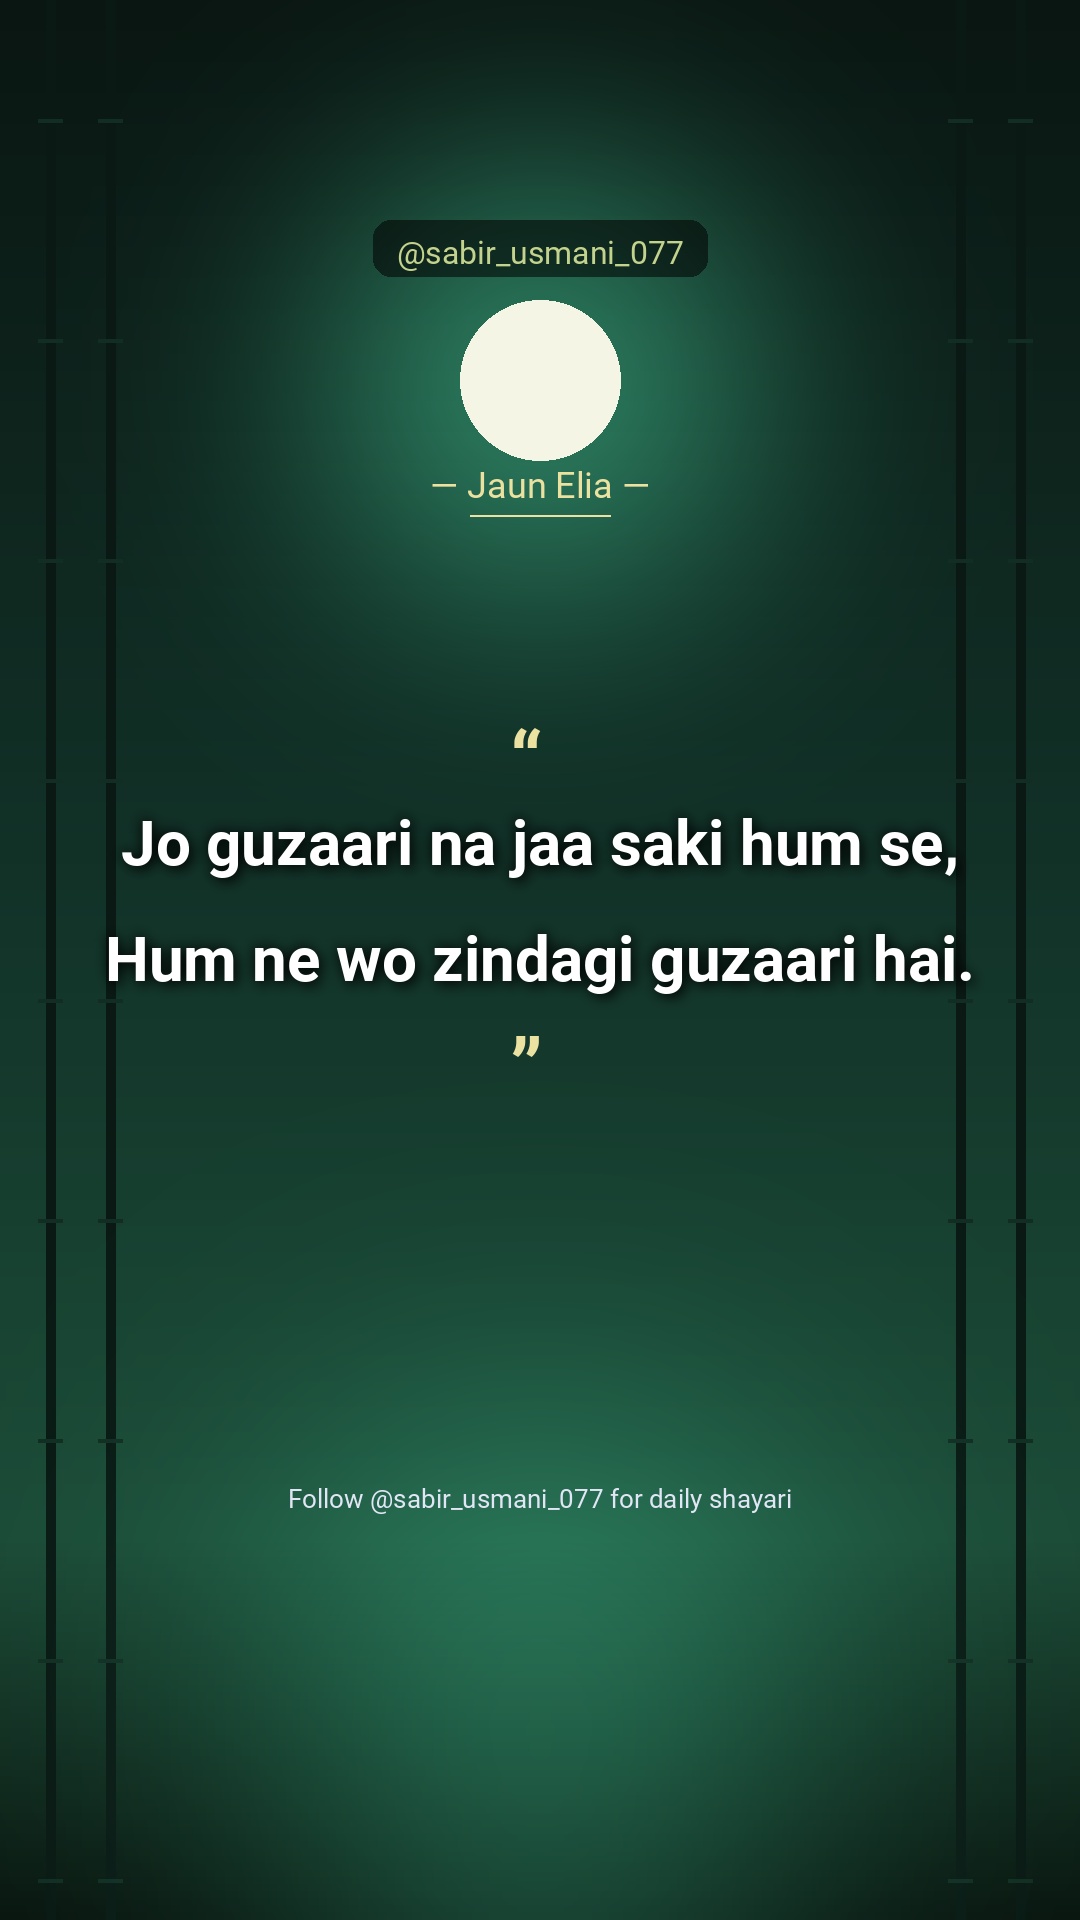 @sabir_usmani_077
— Jaun Elia —
“
Jo guzaari na jaa saki hum se,
Hum ne wo zindagi guzaari hai.
”
Follow @sabir_usmani_077 for daily shayari